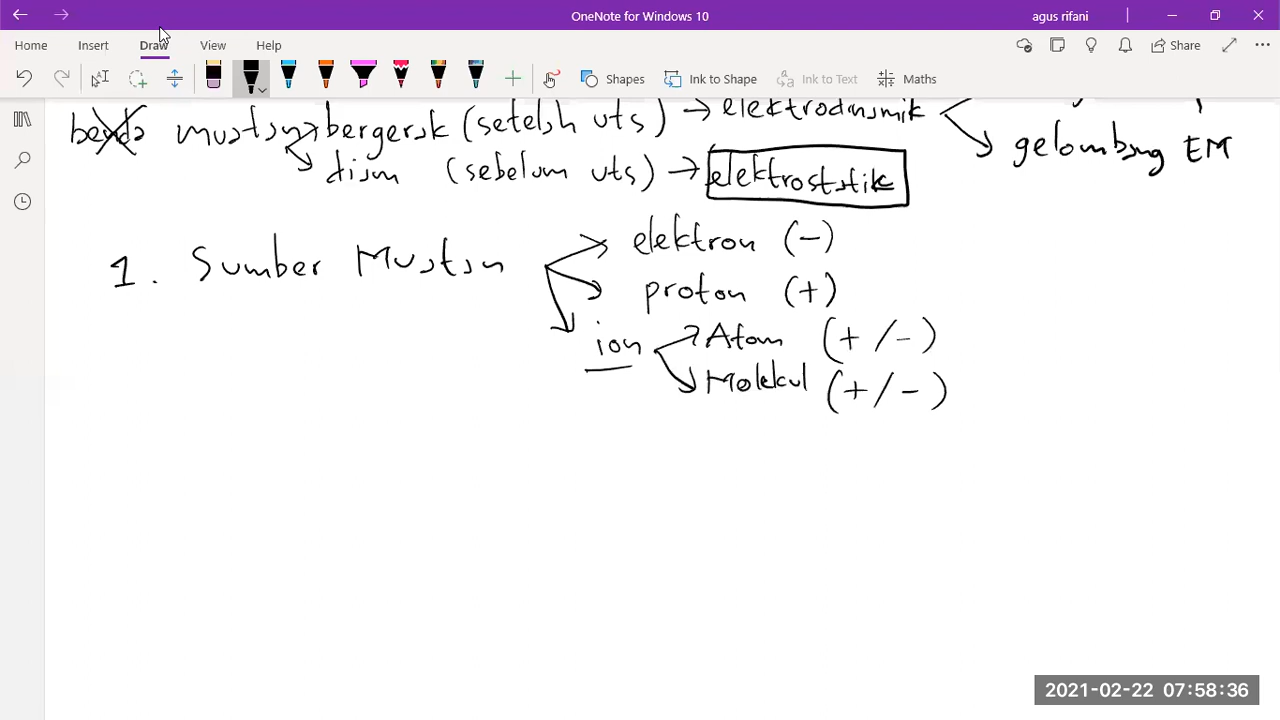 OneNote for Windows 10
agus rifani
Home Insert Draw View Help Share
Shapes Ink to Shape Ink to Text Maths
benda muatan → bergerak (setelah uts) → elektrodinamik
→ gelombang EM
→ diam (sebelum uts) → elektrostatik
1. Sumber Muatan → elektron (-)
→ proton (+)
→ ion → Atom (+/-)
→ Molekul (+/-)
2021-02-22 07:58:36